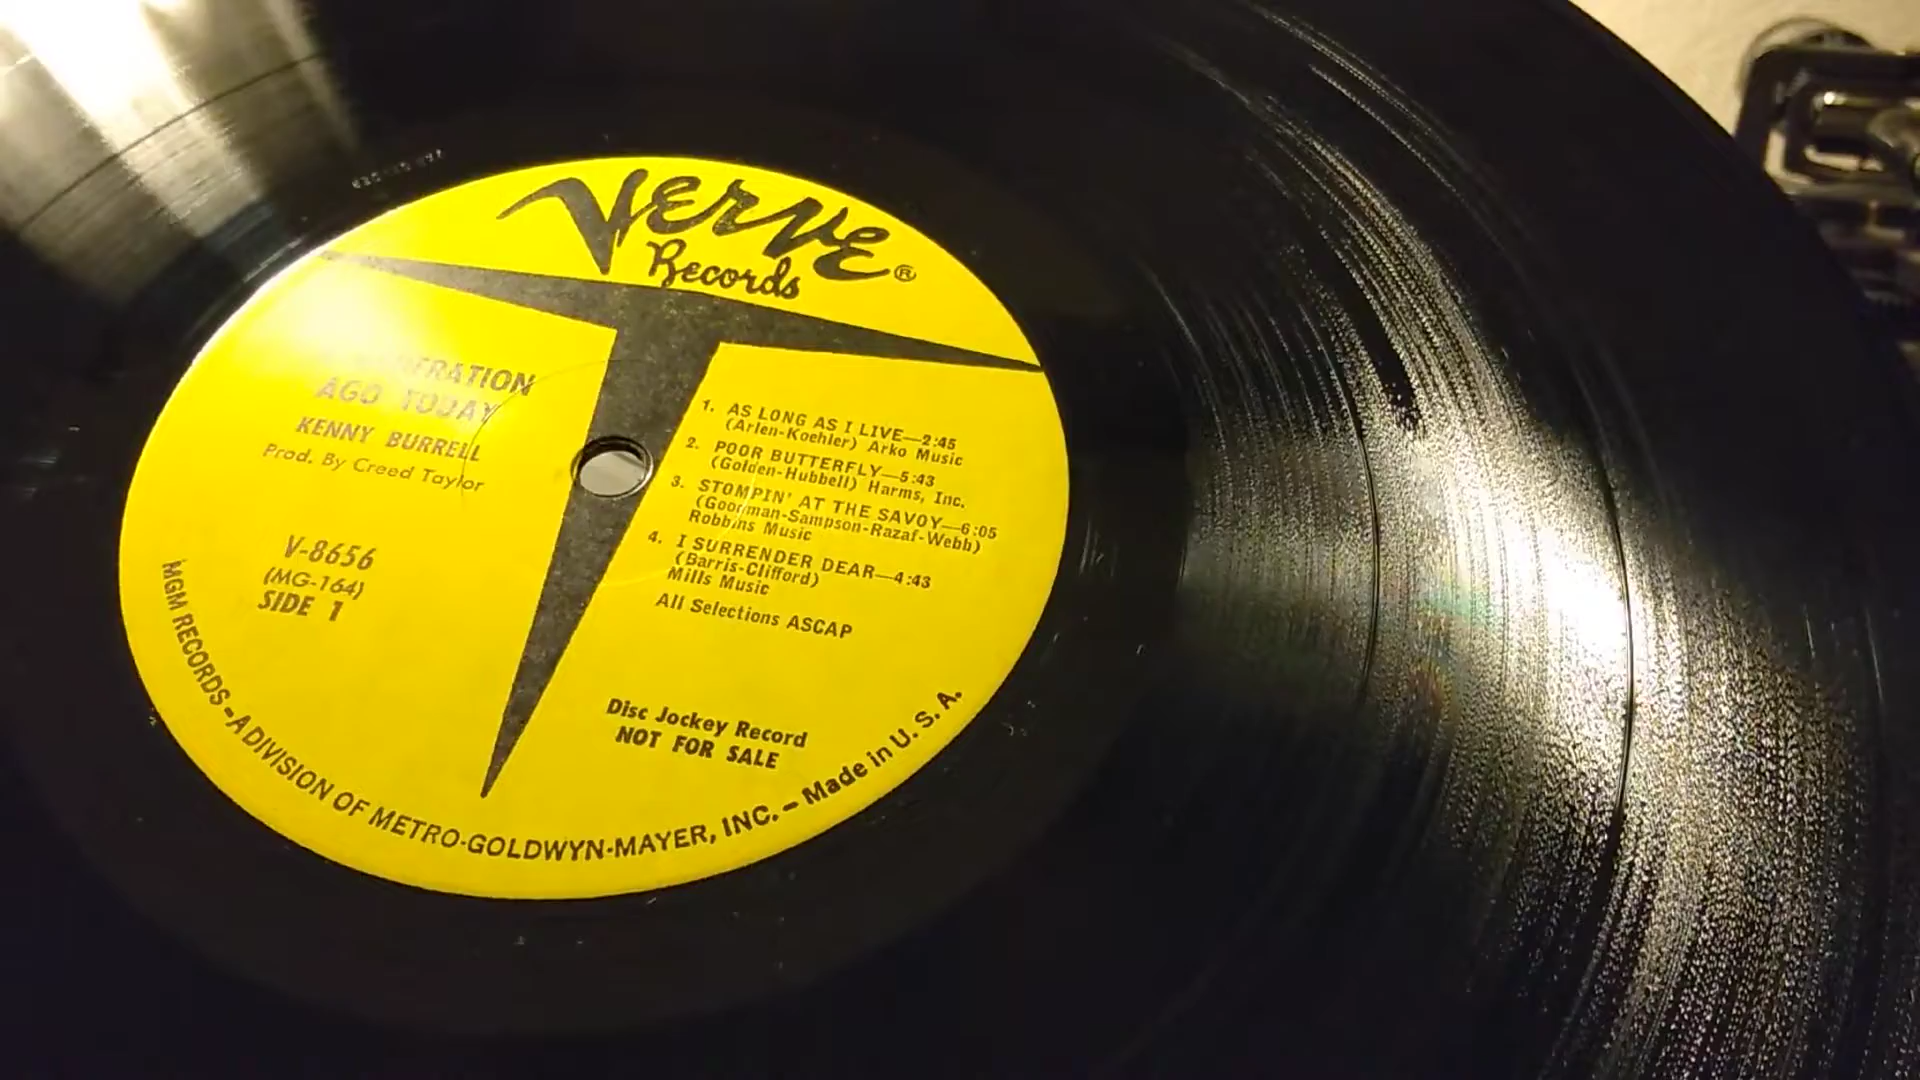 Verve
Records®
AGO TODAY
KENNY BURRELL
Prod. By Creed Taylor
V-8656
(MG-164)
SIDE 1
1. AS LONG AS I LIVE—2:45
(Arlen-Koehler) Arko Music
2. POOR BUTTERFLY—5:43
(Golden-Hubbell) Harms, Inc.
3. STOMPIN' AT THE SAVOY—6:05
(Goodman-Sampson-Razaf-Webb)
Robbins Music
4. I SURRENDER DEAR—4:43
(Barris-Clifford)
Mills Music
All Selections ASCAP
Disc Jockey Record
NOT FOR SALE
MGM RECORDS-A DIVISION OF METRO-GOLDWYN-MAYER, INC. - Made in U. S. A.